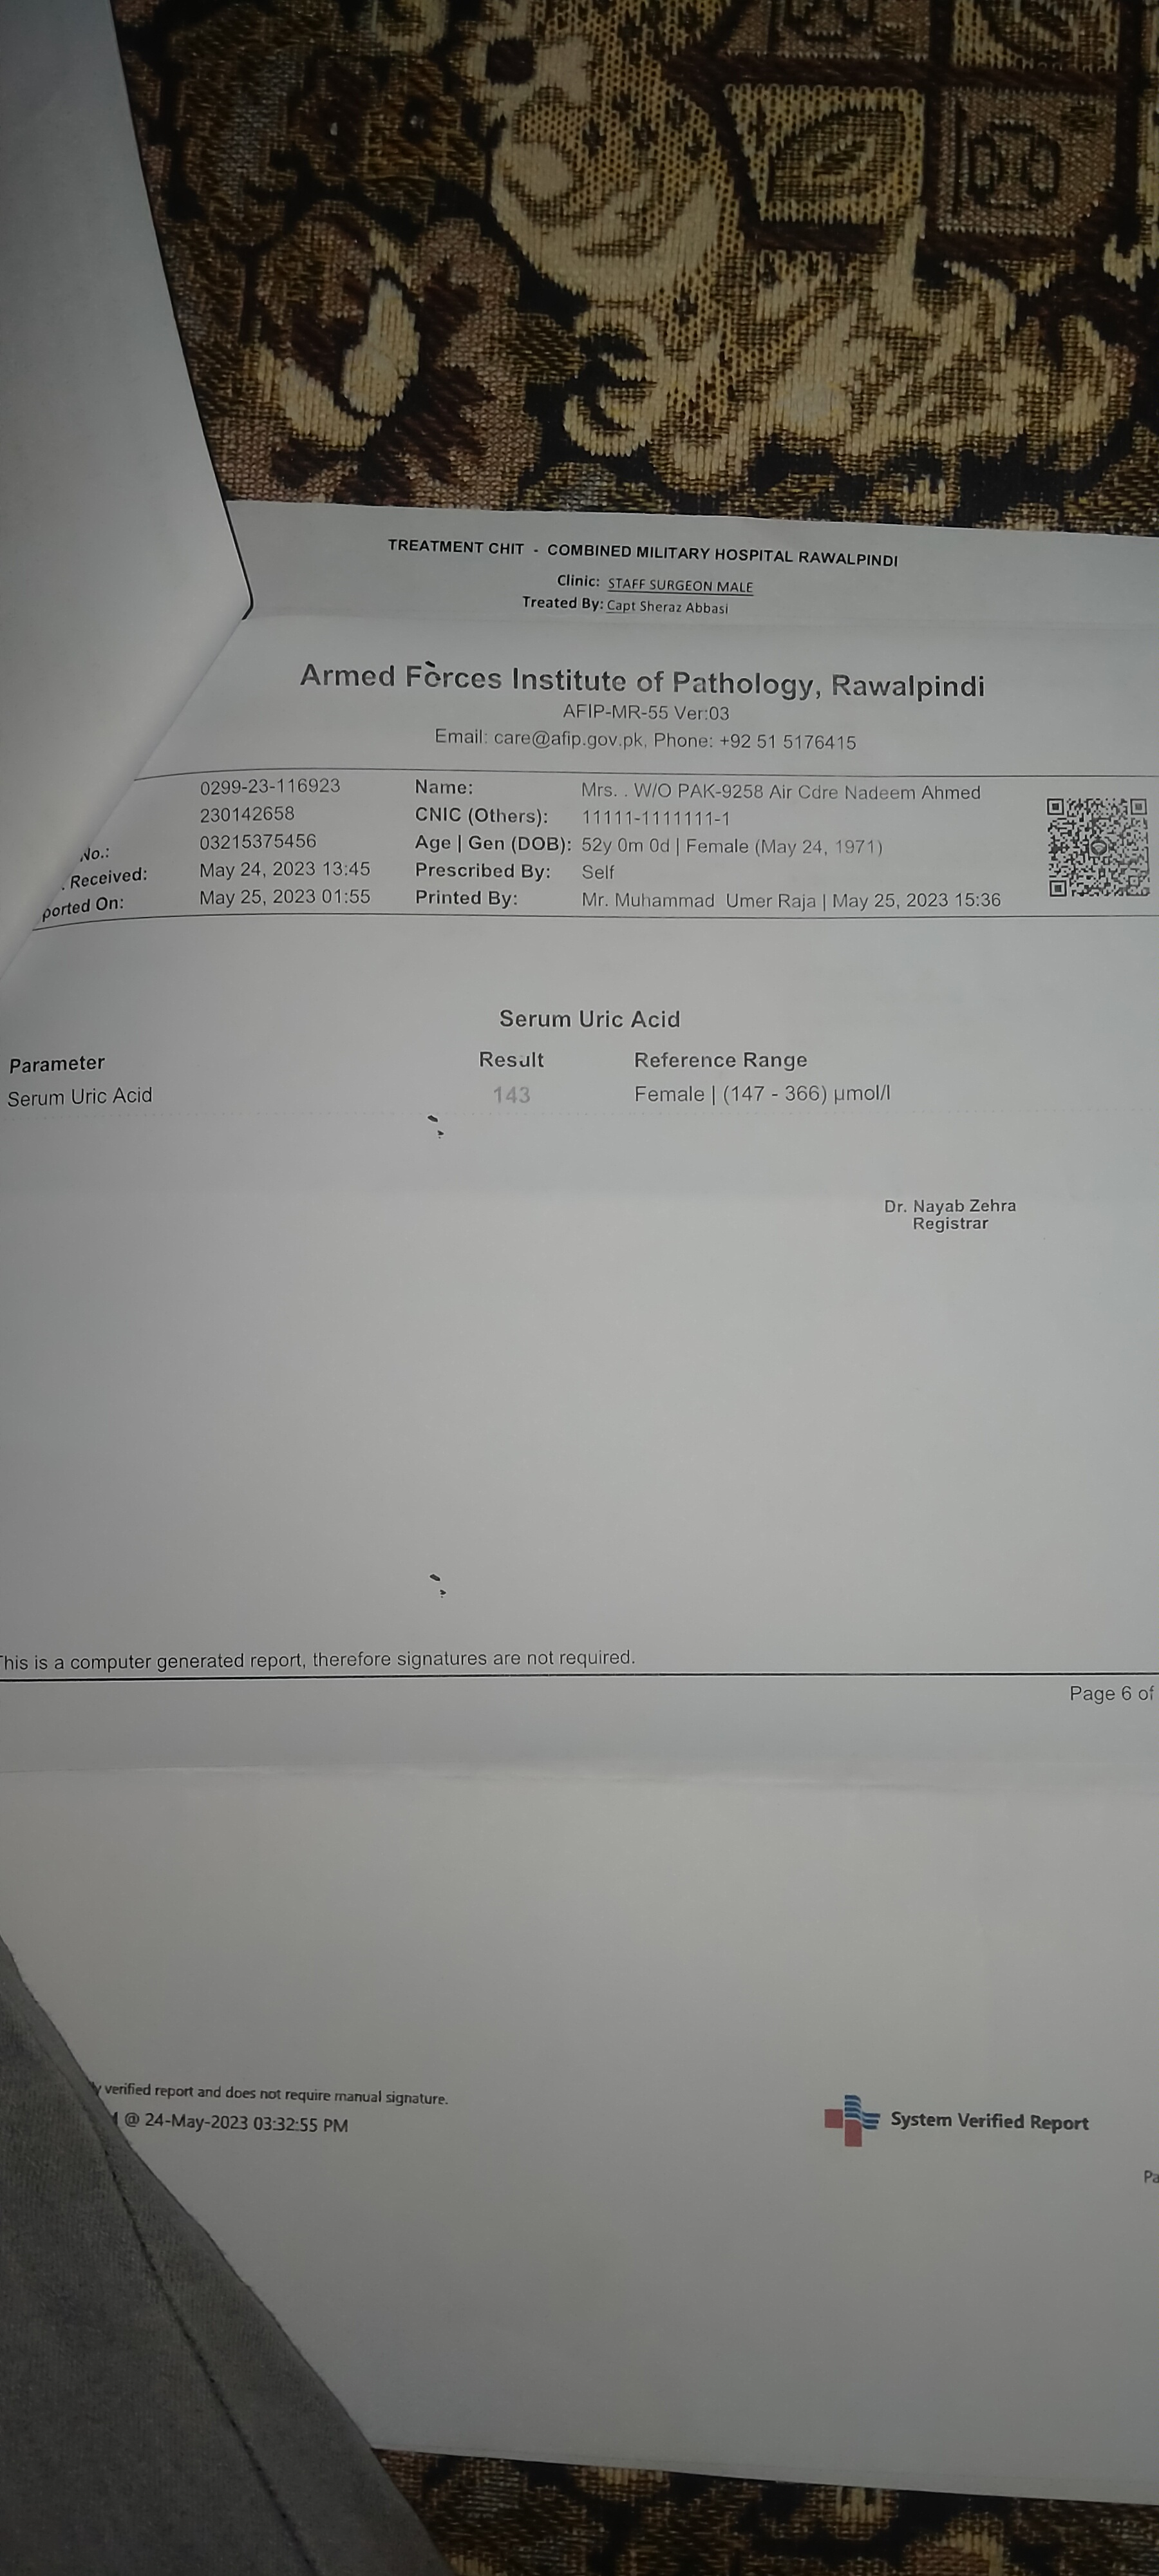 TREATMENT CHIT - COMBINED MILITARY HOSPITAL RAWALPINDI
Clinic: STAFF SURGEON MALE
Treated By: Capt Sheraz Abbasi
Armed Forces Institute of Pathology, Rawalpindi
AFIP-MR-55 Ver:03
Email: care@afip.gov.pk, Phone: +92 51 5176415
0299-23-116923 Name: Mrs. . W/O PAK-9258 Air Cdre Nadeem Ahmed
230142658 CNIC (Others): 11111-1111111-1
No.: 03215375456 Age | Gen (DOB): 52y 0m 0d | Female (May 24, 1971)
. Received: May 24, 2023 13:45 Prescribed By: Self
ported On: May 25, 2023 01:55 Printed By: Mr. Muhammad Umer Raja | May 25, 2023 15:36
Serum Uric Acid
Parameter Result Reference Range
Serum Uric Acid 143 Female | (147 - 366) µmol/l
Dr. Nayab Zehra
Registrar
This is a computer generated report, therefore signatures are not required.
Page 6 of
y verified report and does not require manual signature.
@ 24-May-2023 03:32:55 PM
System Verified Report
Pa